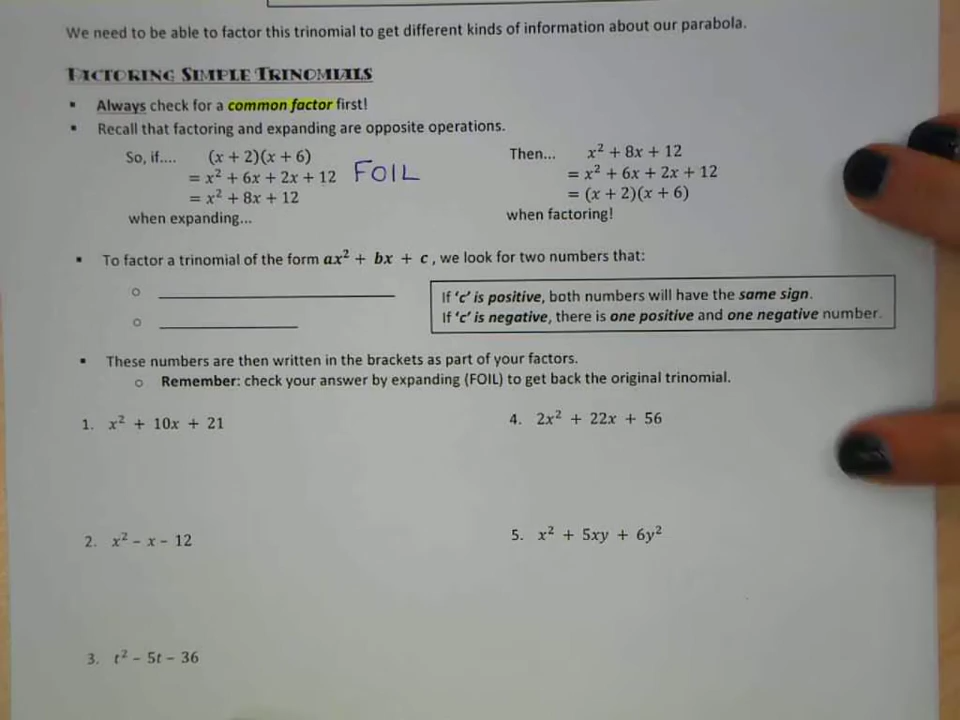 We need to be able to factor this trinomial to get different kinds of information about our parabola.
FACTORING SIMPLE TRINOMIALS
▪ Always check for a common factor first!
▪ Recall that factoring and expanding are opposite operations.
So, if.... (x + 2)(x + 6)
= x² + 6x + 2x + 12 FOIL
= x² + 8x + 12
when expanding...
Then... x² + 8x + 12
= x² + 6x + 2x + 12
= (x + 2)(x + 6)
when factoring!
▪ To factor a trinomial of the form ax² + bx + c , we look for two numbers that:
If 'c' is positive, both numbers will have the same sign.
If 'c' is negative, there is one positive and one negative number.
▪ These numbers are then written in the brackets as part of your factors.
o Remember: check your answer by expanding (FOIL) to get back the original trinomial.
1. x² + 10x + 21
2. x² – x – 12
3. t² – 5t – 36
4. 2x² + 22x + 56
5. x² + 5xy + 6y²